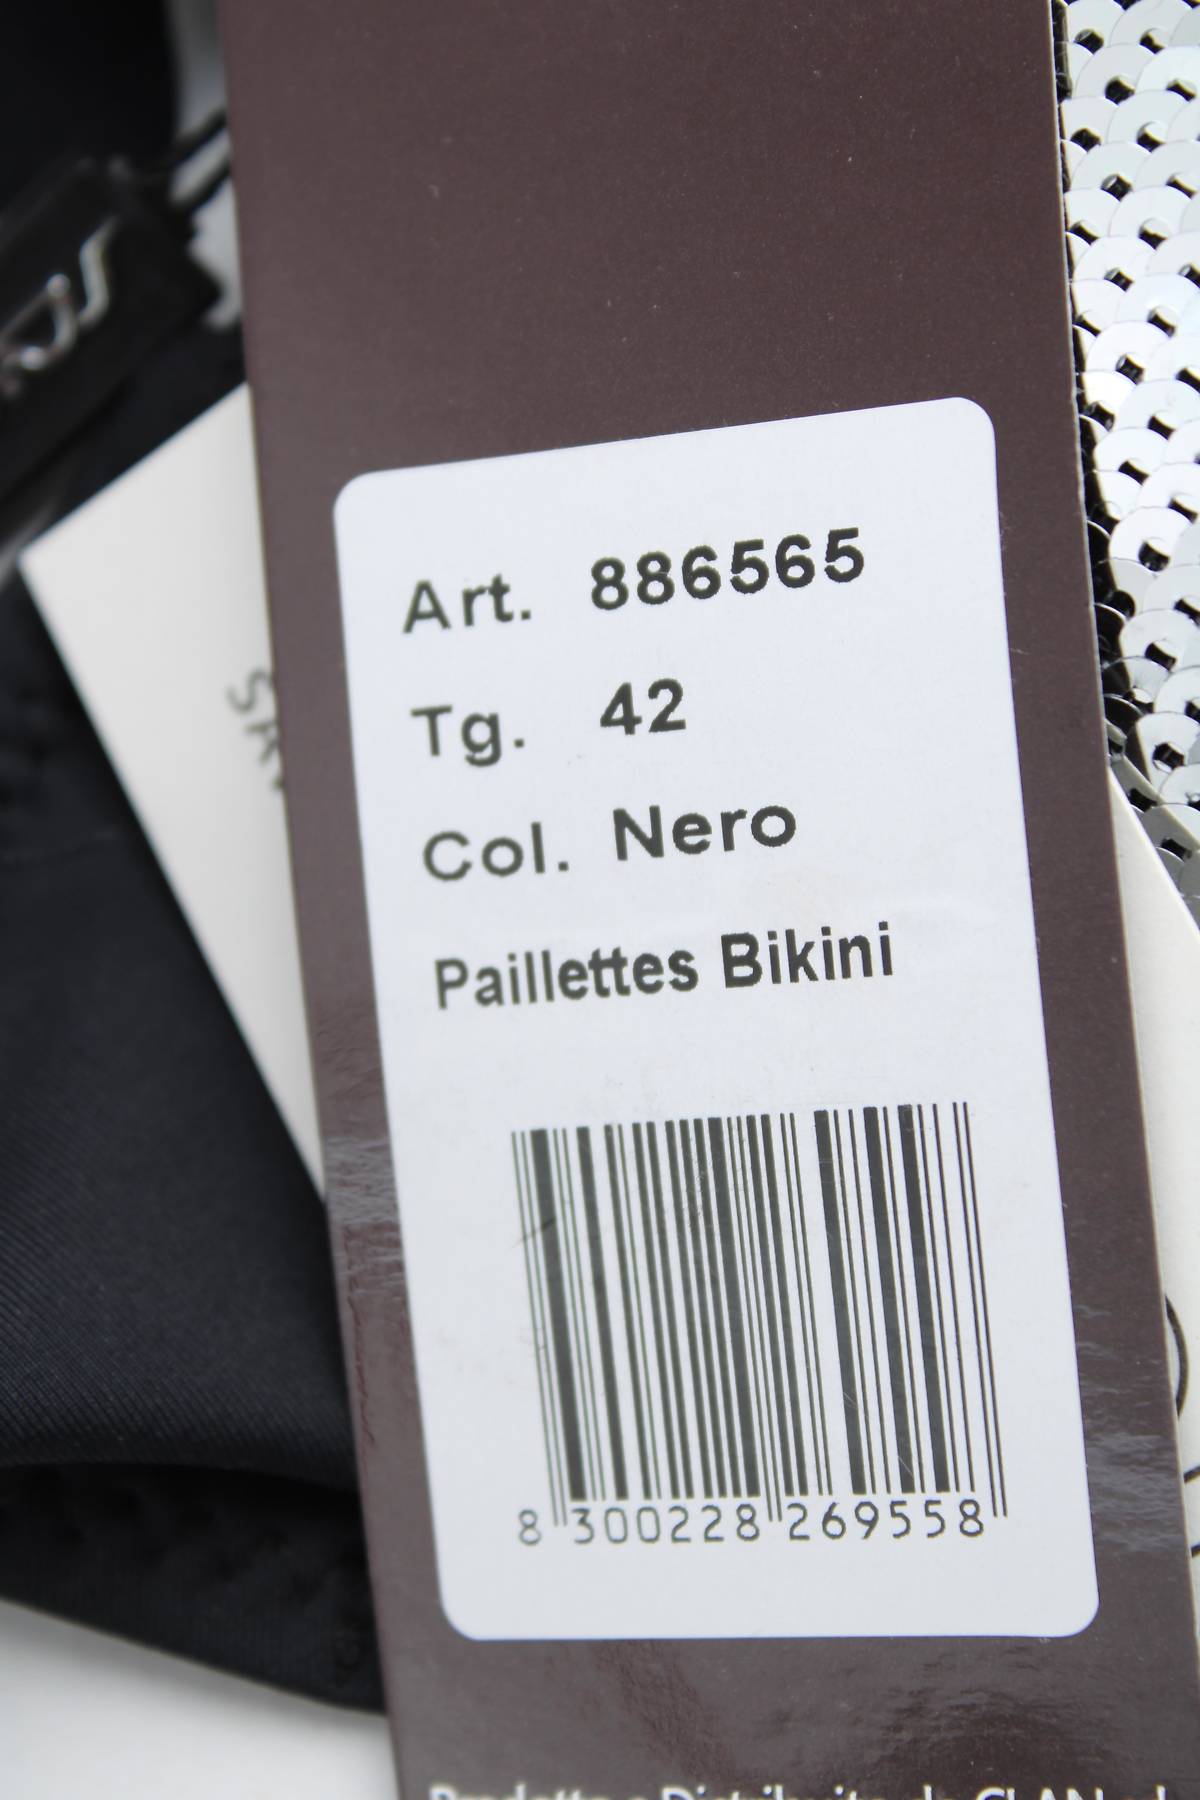 Art. 886565
Tg. 42
Col. Nero
Paillettes Bikini
8 300228 269558